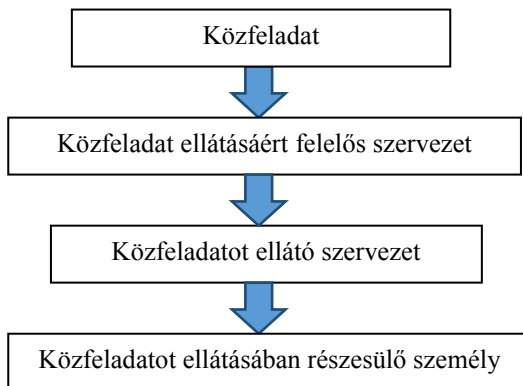 Közfeladat
Közfeladat ellátásáért felelős szervezet
Közfeladatot ellátó szervezet
Közfeladatot ellátásában részesülő személy